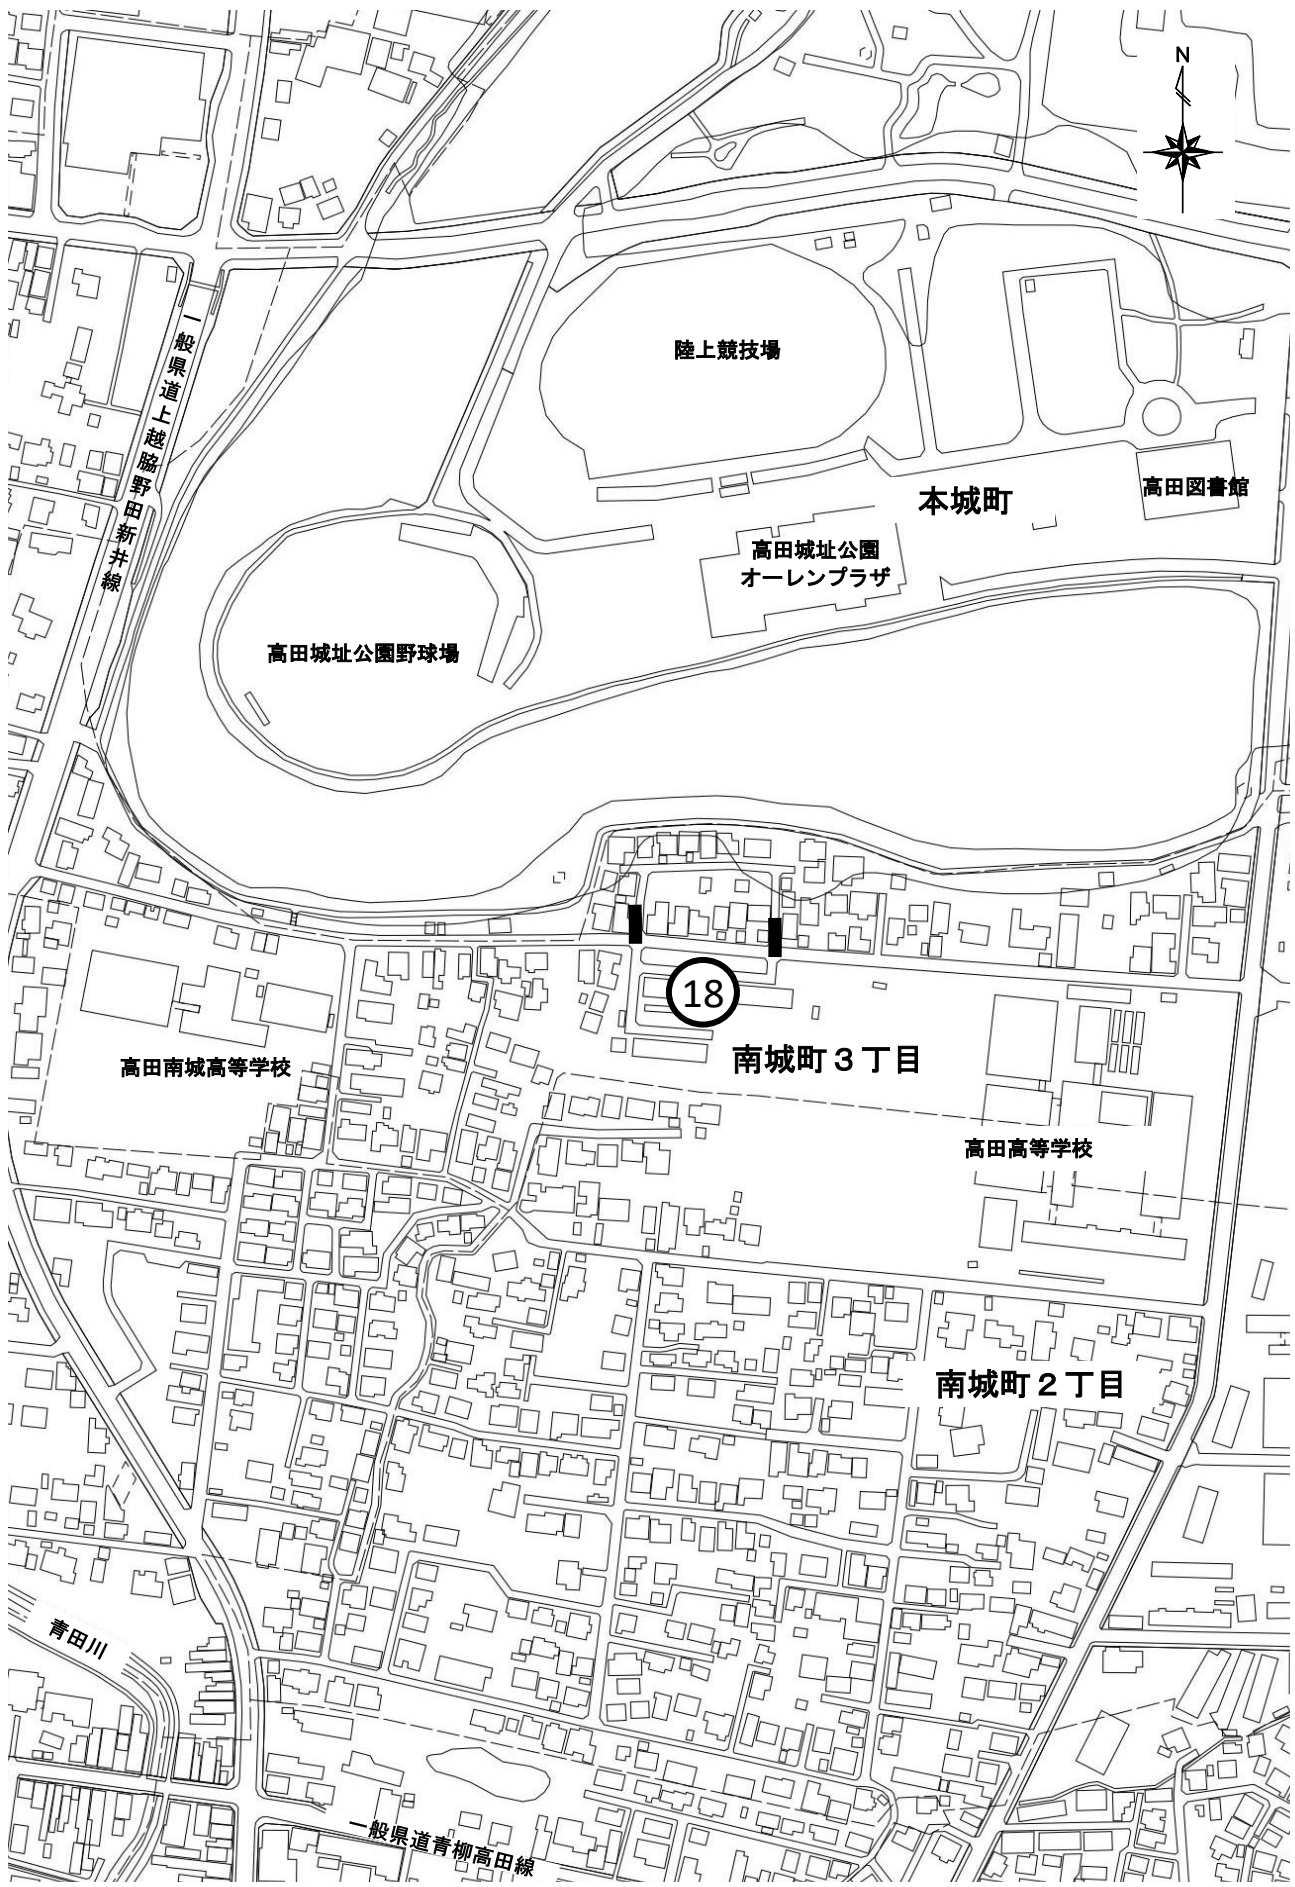 N
一般県道上越脇野田新井線
陸上競技場
本城町
高田図書館
高田城址公園
オーレンプラザ
高田城址公園野球場
18
南城町３丁目
高田南城高等学校
高田高等学校
南城町２丁目
青田川
一般県道青柳高田線